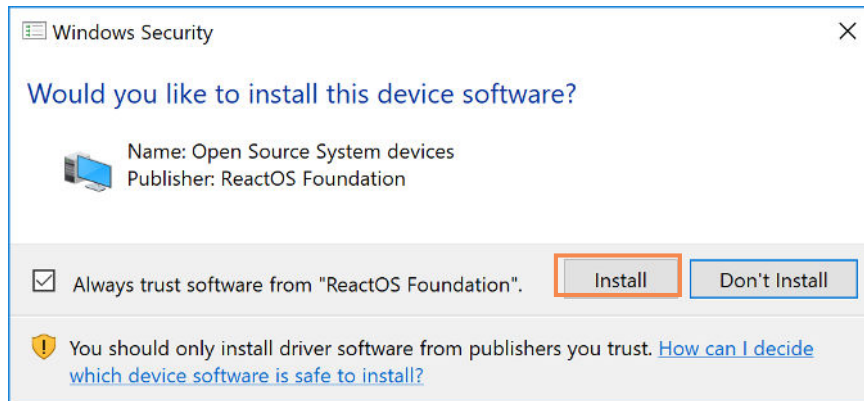 Windows Security
Would you like to install this device software?
Name: Open Source System devices
Publisher: ReactOS Foundation
Always trust software from "ReactOS Foundation".
Install
Don't Install
You should only install driver software from publishers you trust. How can I decide
which device software is safe to install?